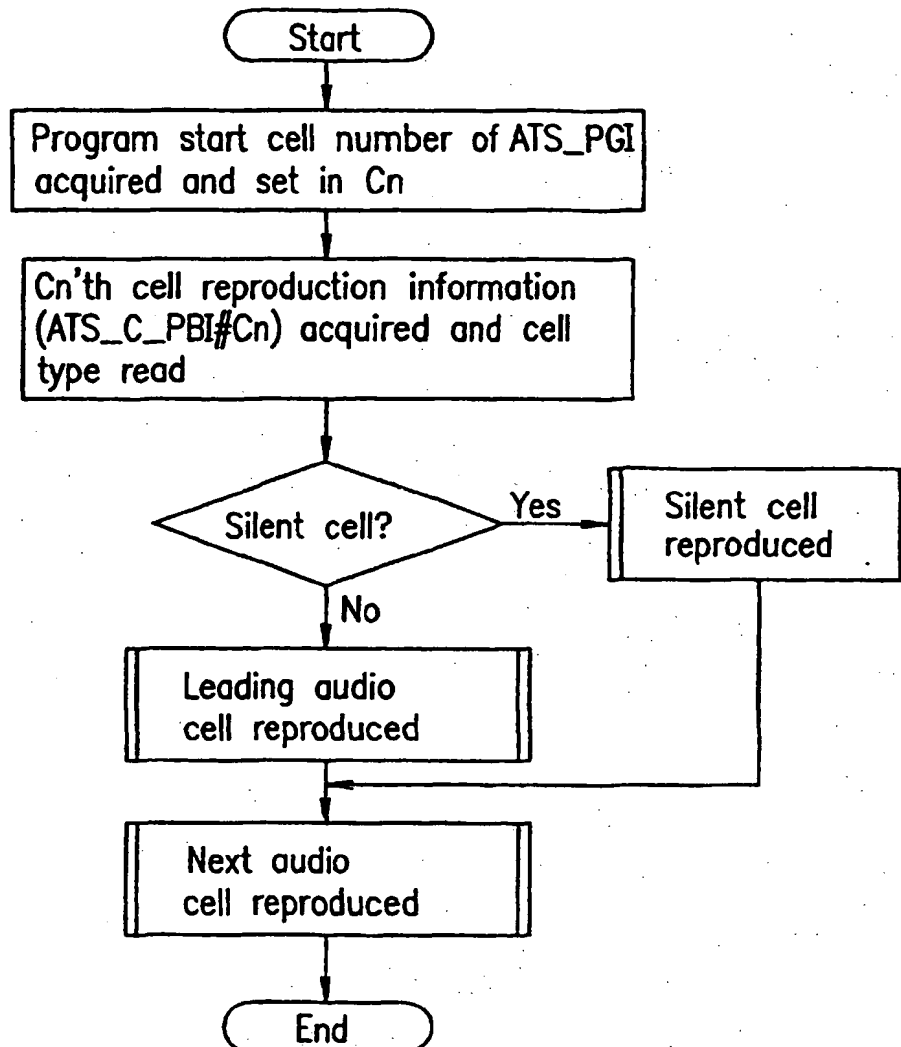 Start
Program start cell number of ATS_PGI
acquired and set in Cn
Cn'th cell reproduction information
(ATS_C_PBI#Cn) acquired and cell
type read
Silent cell?
Yes
Silent cell
reproduced
No
Leading audio
cell reproduced
Next audio
cell reproduced
End